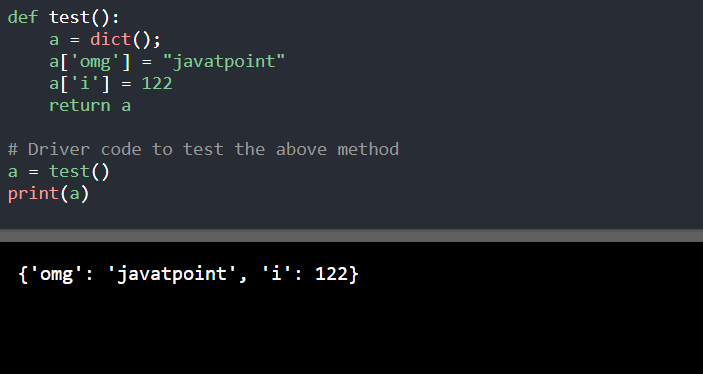 def test():
    a = dict();
    a['omg'] = "javatpoint"
    a['i'] = 122
    return a
# Driver code to test the above method
a = test()
print(a)
{'omg': 'javatpoint', 'i': 122}